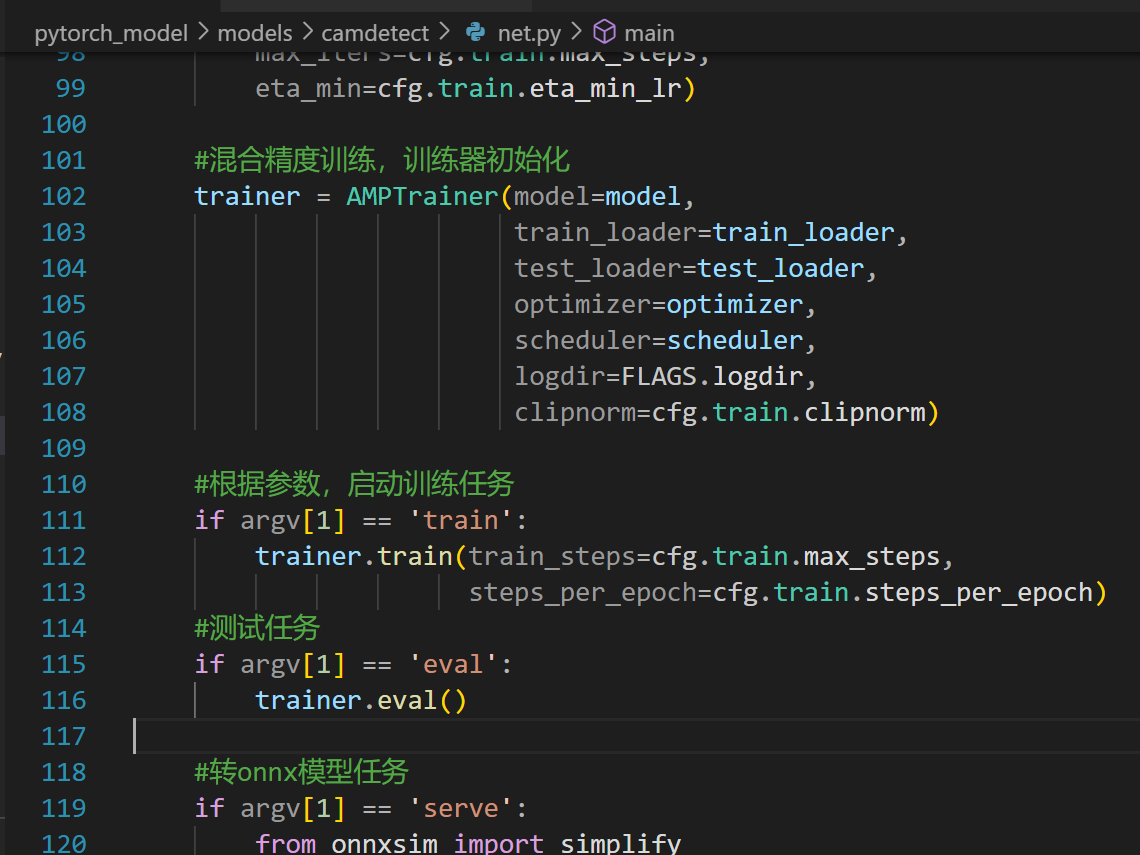 pytorch_model > models > camdetect > net.py > main
98 max_iters=cfg.train.max_steps,
99 eta_min=cfg.train.eta_min_lr)
100
101 #混合精度训练，训练器初始化
102 trainer = AMPTrainer(model=model,
103 train_loader=train_loader,
104 test_loader=test_loader,
105 optimizer=optimizer,
106 scheduler=scheduler,
107 logdir=FLAGS.logdir,
108 clipnorm=cfg.train.clipnorm)
109
110 #根据参数，启动训练任务
111 if argv[1] == 'train':
112 trainer.train(train_steps=cfg.train.max_steps,
113 steps_per_epoch=cfg.train.steps_per_epoch)
114 #测试任务
115 if argv[1] == 'eval':
116 trainer.eval()
117
118 #转onnx模型任务
119 if argv[1] == 'serve':
120 from onnxsim import simplify